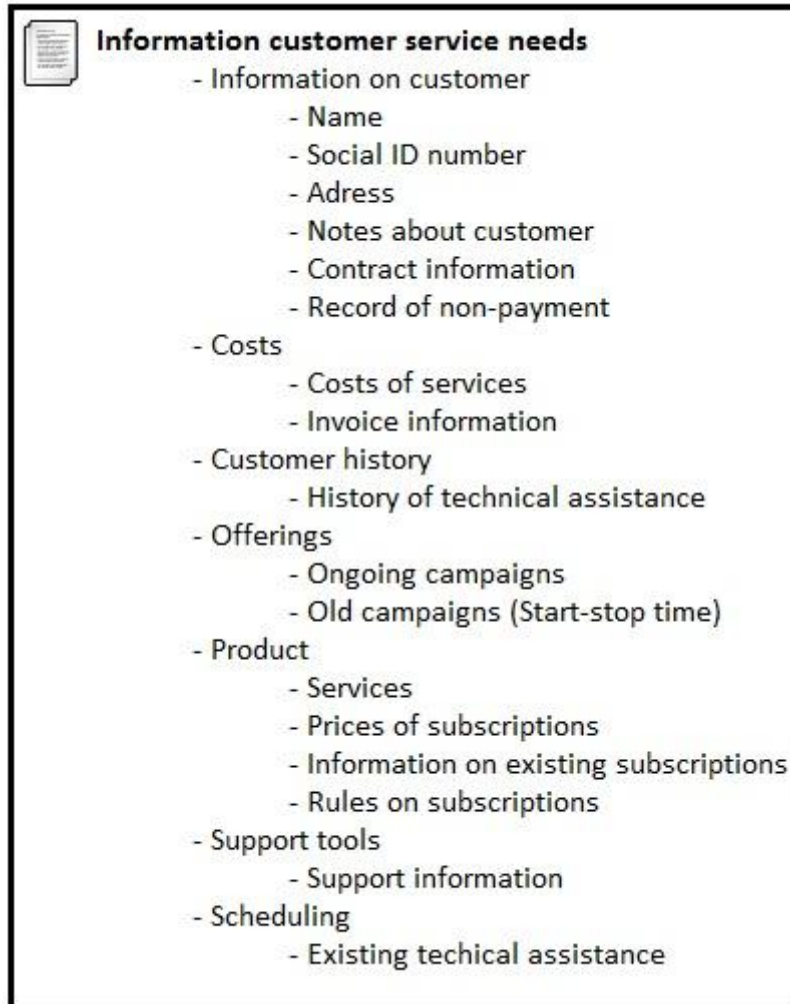 Information customer service needs
- Information on customer
- Name
- Social ID number
- Adress
- Notes about customer
- Contract information
- Record of non-payment
- Costs
- Costs of services
- Invoice information
- Customer history
- History of technical assistance
- Offerings
- Ongoing campaigns
- Old campaigns (Start-stop time)
- Product
- Services
- Prices of subscriptions
- Information on existing subscriptions
- Rules on subscriptions
- Support tools
- Support information
- Scheduling
- Existing techical assistance